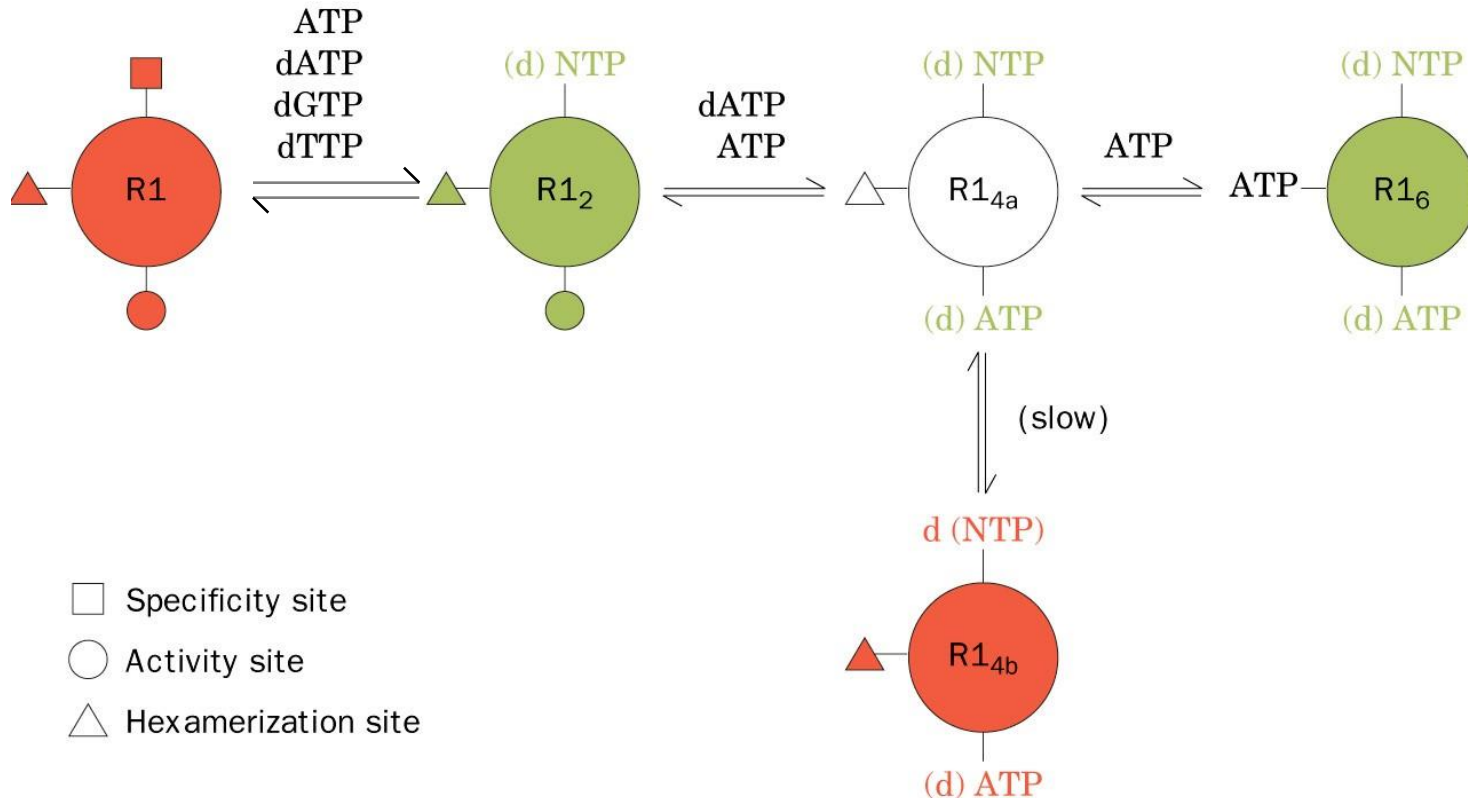 ATP
dATP
dGTP
dTTP
R1
(d) NTP
R1₂
dATP
ATP
(d) NTP
R1₄ₐ
(d) ATP
ATP
(d) NTP
ATP
R1₆
(d) ATP
(slow)
d (NTP)
R1₄b
(d) ATP
Specificity site
Activity site
Hexamerization site